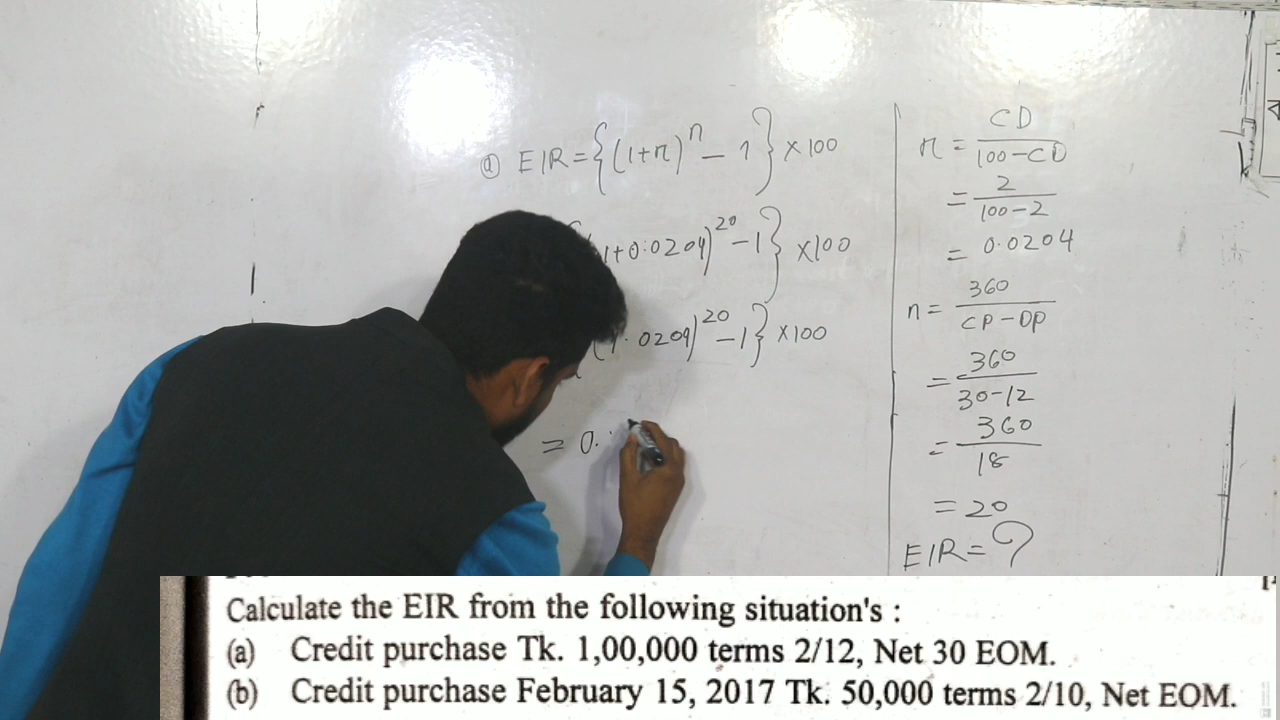 ⓐ EIR = {(1+r)^n − 1} × 100
1+0.0204)^20 − 1} × 100
(1.0204)^20 − 1} × 100
= 0.
r = CD / 100 − CD
= 2 / 100 − 2
= 0.0204
n = 360 / CP − DP
= 360 / 30 − 12
= 360 / 18
= 20
EIR = ?
Calculate the EIR from the following situation's :
(a) Credit purchase Tk. 1,00,000 terms 2/12, Net 30 EOM.
(b) Credit purchase February 15, 2017 Tk. 50,000 terms 2/10, Net EOM.